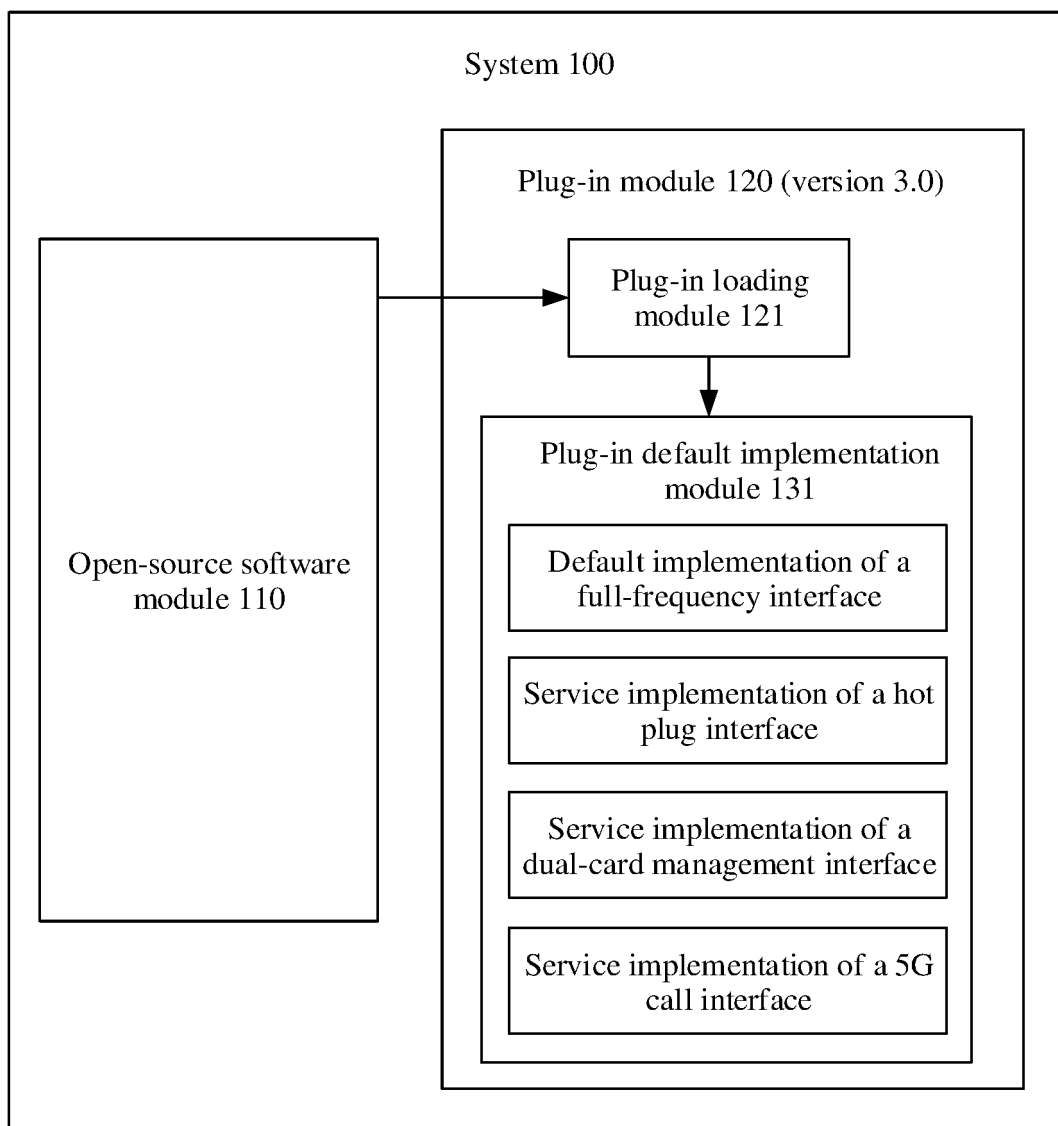 System 100
Plug-in module 120 (version 3.0)
Plug-in loading
module 121
Plug-in default implementation
module 131
Open-source software
module 110
Default implementation of a
full-frequency interface
Service implementation of a hot
plug interface
Service implementation of a
dual-card management interface
Service implementation of a 5G
call interface